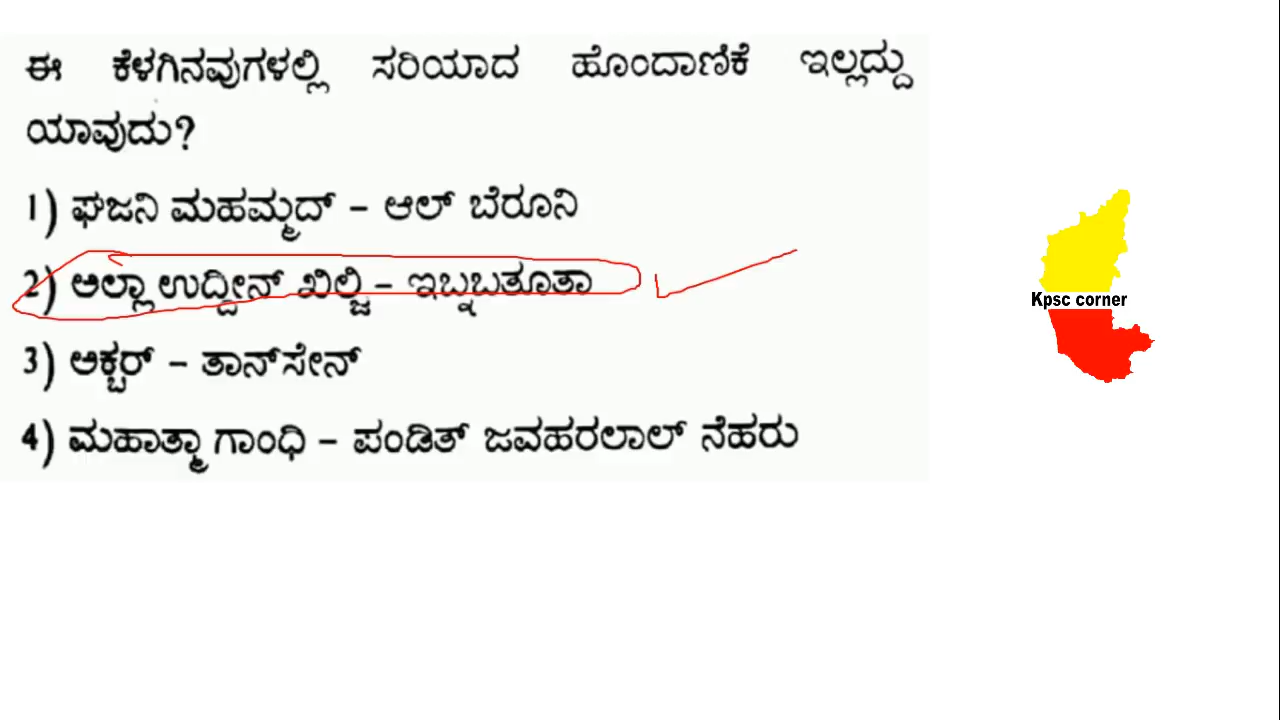 ಈ ಕೆಳಗಿನವುಗಳಲ್ಲಿ ಸರಿಯಾದ ಹೊಂದಾಣಿಕೆ ಇಲ್ಲದ್ದು
ಯಾವುದು?
1) ಘಜನಿ ಮಹಮ್ಮದ್ – ಆಲ್ ಬೆರೂನಿ
2) ಅಲ್ಲಾ ಉದ್ದೀನ್ ಖಿಲ್ಜಿ – ಇಬ್ನಬತೂತಾ
3) ಅಕ್ಬರ್ – ತಾನ್‌ಸೇನ್
4) ಮಹಾತ್ಮಾ ಗಾಂಧಿ – ಪಂಡಿತ್ ಜವಹರಲಾಲ್ ನೆಹರು
Kpsc corner